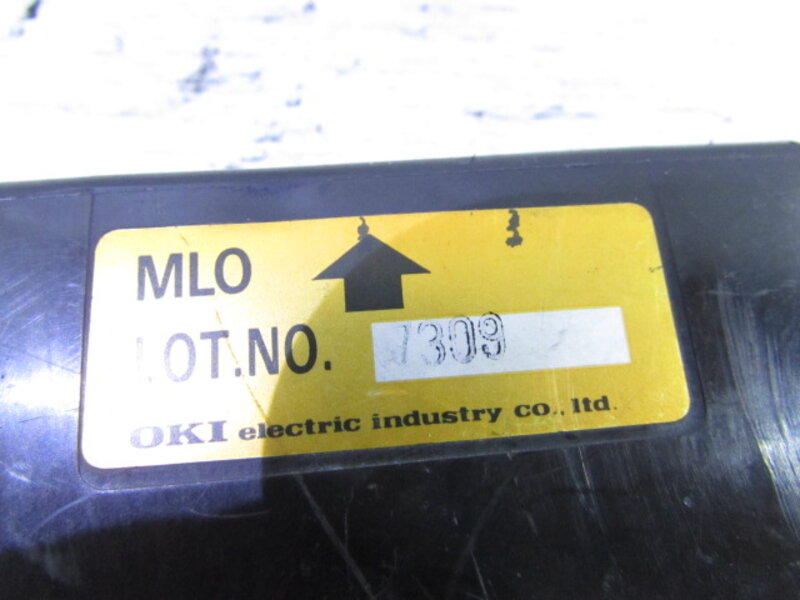 MLO
LOT.NO. 7309
OKI electric industry co., ltd.